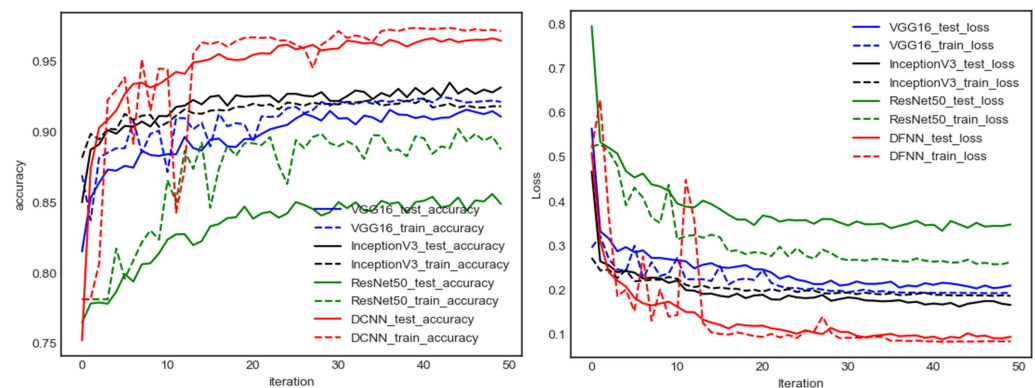 accuracy
0.95
0.90
0.85
0.80
0.75
0
10
20
30
40
50
iteration
VGG16_test_accuracy
VGG16_train_accuracy
InceptionV3_test_accuracy
InceptionV3_train_accuracy
ResNet50_test_accuracy
ResNet50_train_accuracy
DCNN_test_accuracy
DCNN_train_accuracy
Loss
0.8
0.7
0.6
0.5
0.4
0.3
0.2
0.1
0
10
20
30
40
50
Iteration
VGG16_test_loss
VGG16_train_loss
InceptionV3_test_loss
InceptionV3_train_loss
ResNet50_test_loss
ResNet50_train_loss
DFNN_test_loss
DFNN_train_loss